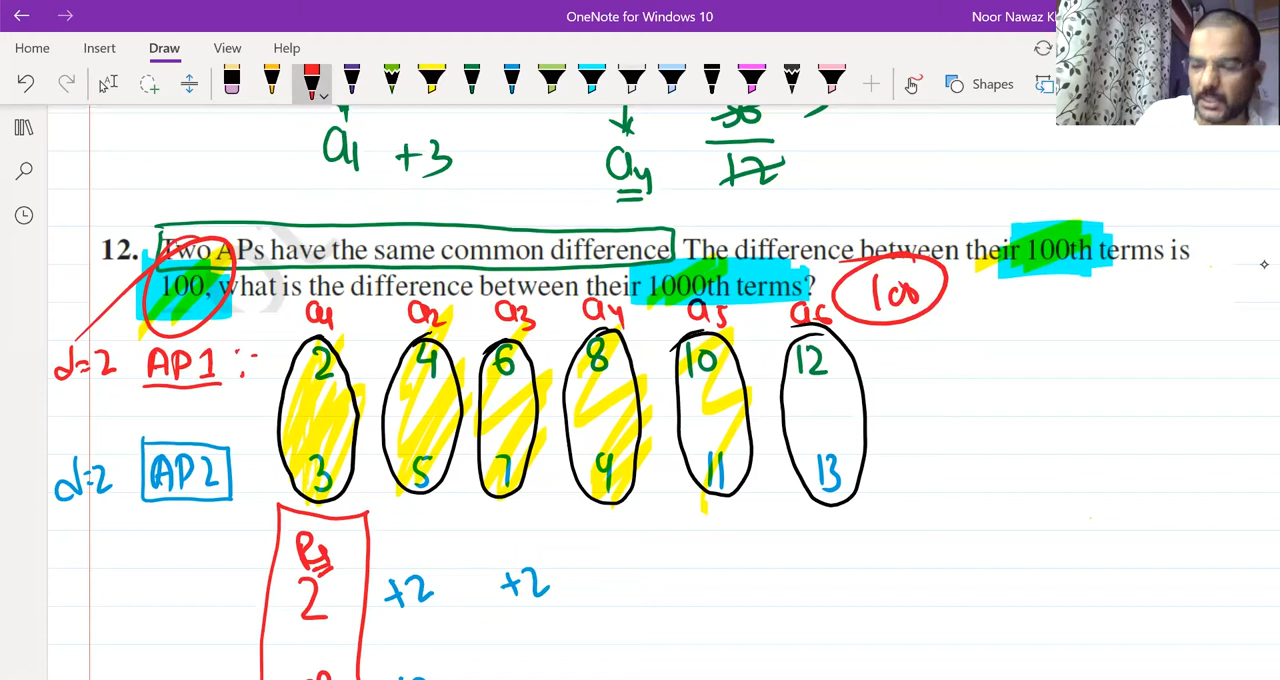 OneNote for Windows 10
Noor Nawaz K
Home Insert Draw View Help
Shapes
a1 +3 a4 36
12
12. Two APs have the same common difference. The difference between their 100th terms is
100, what is the difference between their 1000th terms? 100
a1 a2 a3 a4 a5 a6
d=2 AP1 : 2 4 6 8 10 12
d=2 AP2 3 5 7 9 11 13
Rs
2 +2 +2